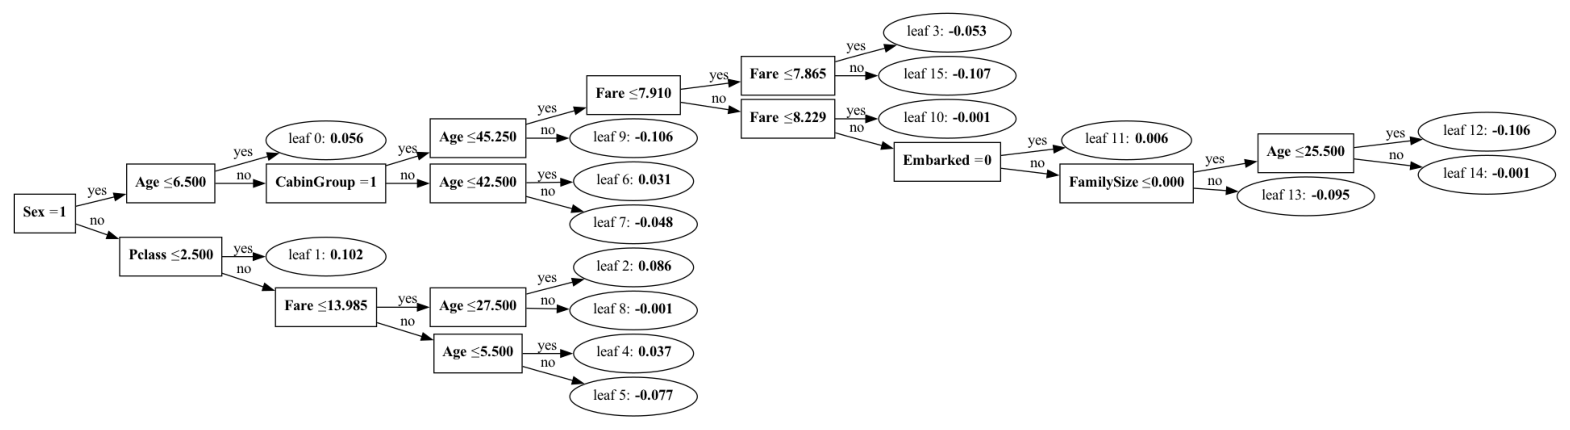 leaf 3: -0.053
yes
Fare ≤7.865
no
leaf 15: -0.107
yes
Fare ≤7.910
no
Fare ≤8.229
yes
leaf 10: -0.001
no
yes
Age ≤45.250
no
leaf 9: -0.106
Embarked =0
yes
leaf 11: 0.006
no
FamilySize ≤0.000
yes
Age ≤25.500
yes
leaf 12: -0.106
no
leaf 14: -0.001
no
leaf 13: -0.095
leaf 0: 0.056
yes
Age ≤6.500
no
CabinGroup =1
yes
no
Age ≤42.500
yes
leaf 6: 0.031
no
leaf 7: -0.048
Sex =1
yes
no
Pclass ≤2.500
yes
leaf 1: 0.102
no
Fare ≤13.985
yes
Age ≤27.500
yes
leaf 2: 0.086
no
leaf 8: -0.001
no
Age ≤5.500
yes
leaf 4: 0.037
no
leaf 5: -0.077